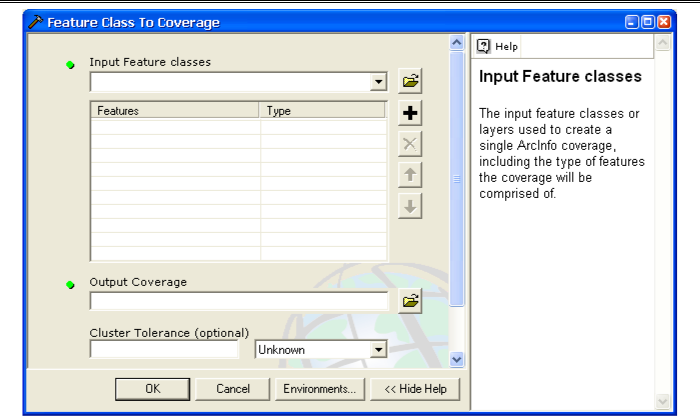 Feature Class To Coverage
Input Feature classes
Features Type
Output Coverage
Cluster Tolerance (optional)
Unknown
OK Cancel Environments... << Hide Help
Help
Input Feature classes
The input feature classes or
layers used to create a
single ArcInfo coverage,
including the type of features
the coverage will be
comprised of.